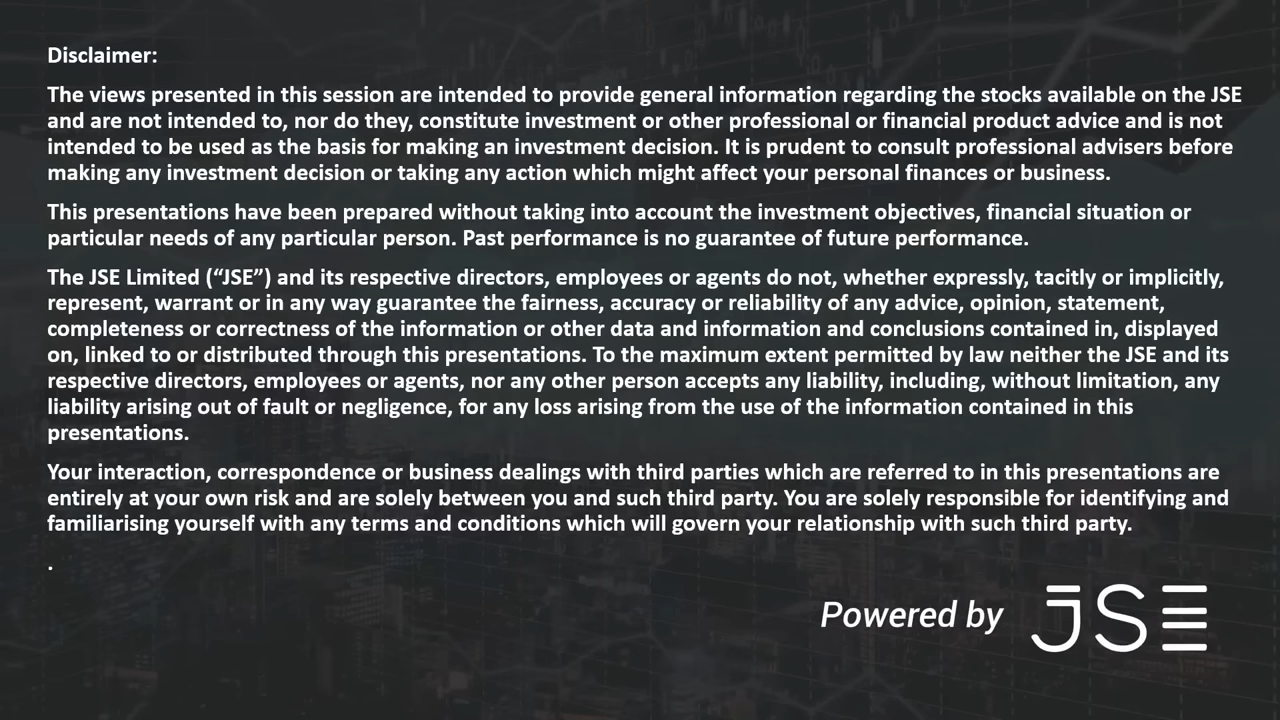 Disclaimer:
The views presented in this session are intended to provide general information regarding the stocks available on the JSE
and are not intended to, nor do they, constitute investment or other professional or financial product advice and is not
intended to be used as the basis for making an investment decision. It is prudent to consult professional advisers before
making any investment decision or taking any action which might affect your personal finances or business.
This presentations have been prepared without taking into account the investment objectives, financial situation or
particular needs of any particular person. Past performance is no guarantee of future performance.
The JSE Limited (“JSE”) and its respective directors, employees or agents do not, whether expressly, tacitly or implicitly,
represent, warrant or in any way guarantee the fairness, accuracy or reliability of any advice, opinion, statement,
completeness or correctness of the information or other data and information and conclusions contained in, displayed
on, linked to or distributed through this presentations. To the maximum extent permitted by law neither the JSE and its
respective directors, employees or agents, nor any other person accepts any liability, including, without limitation, any
liability arising out of fault or negligence, for any loss arising from the use of the information contained in this
presentations.
Your interaction, correspondence or business dealings with third parties which are referred to in this presentations are
entirely at your own risk and are solely between you and such third party. You are solely responsible for identifying and
familiarising yourself with any terms and conditions which will govern your relationship with such third party.
.
Powered by JSE